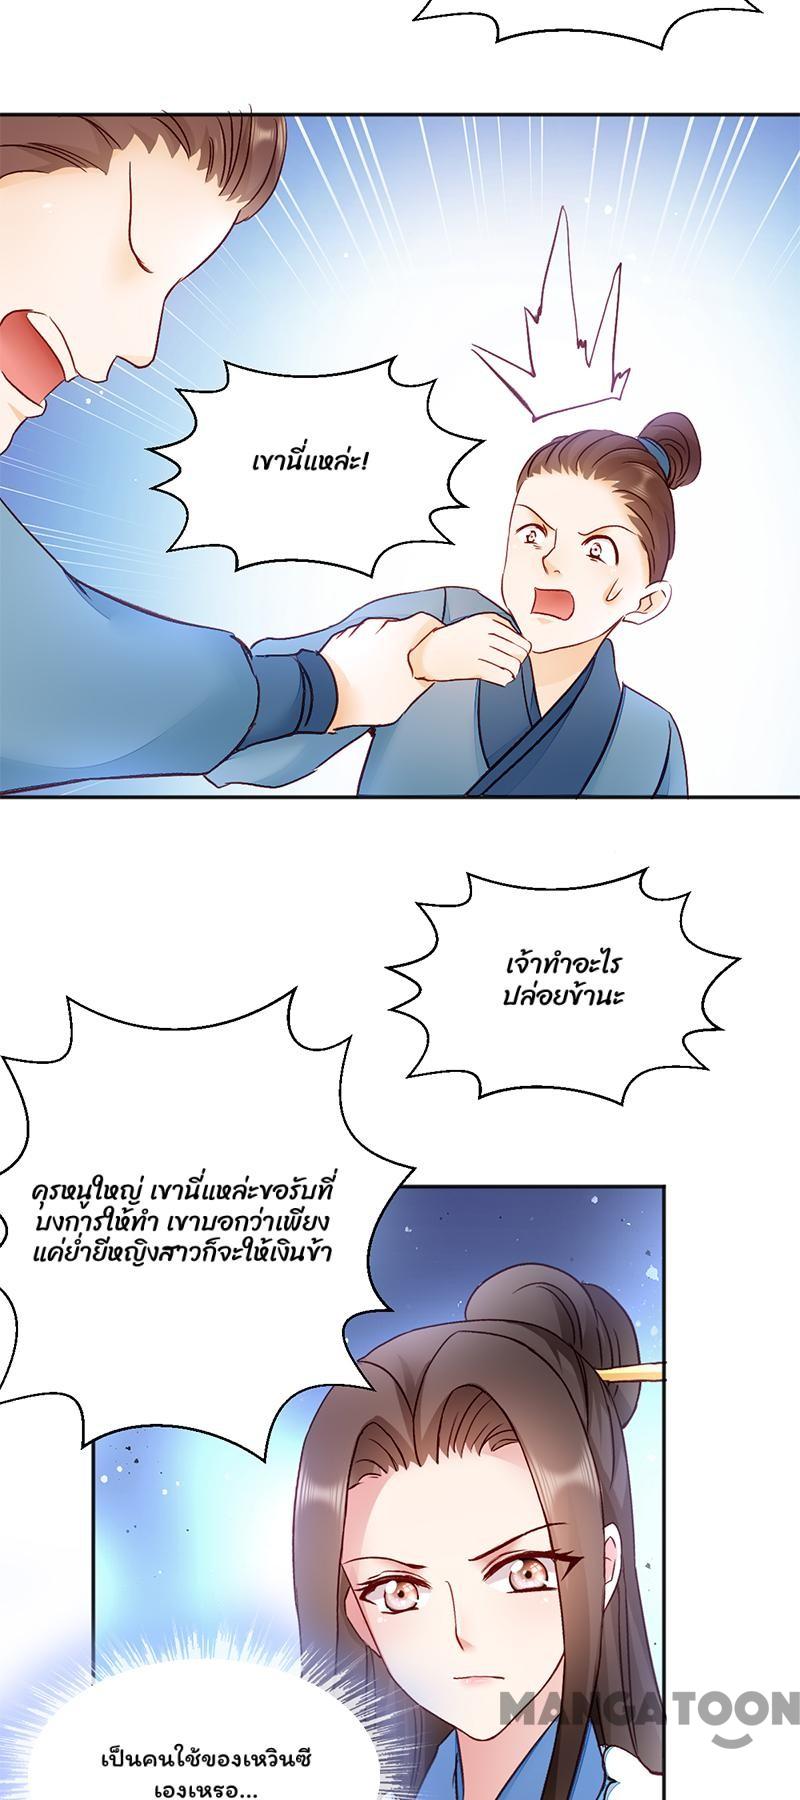 เขานี่แหล่ะ!
เจ้าทำอะไร
ปล่อยข้านะ
คุรหนูใหญ่ เขานี่แหล่ะขอรับที่
บงการให้ทำ เขาบอกว่าเพียง
แค่ย่ำยีหญิงสาวก็จะให้เงินข้า
MANGATOON
เป็นคนใช้ของเหวินซี
เองเหรอ...